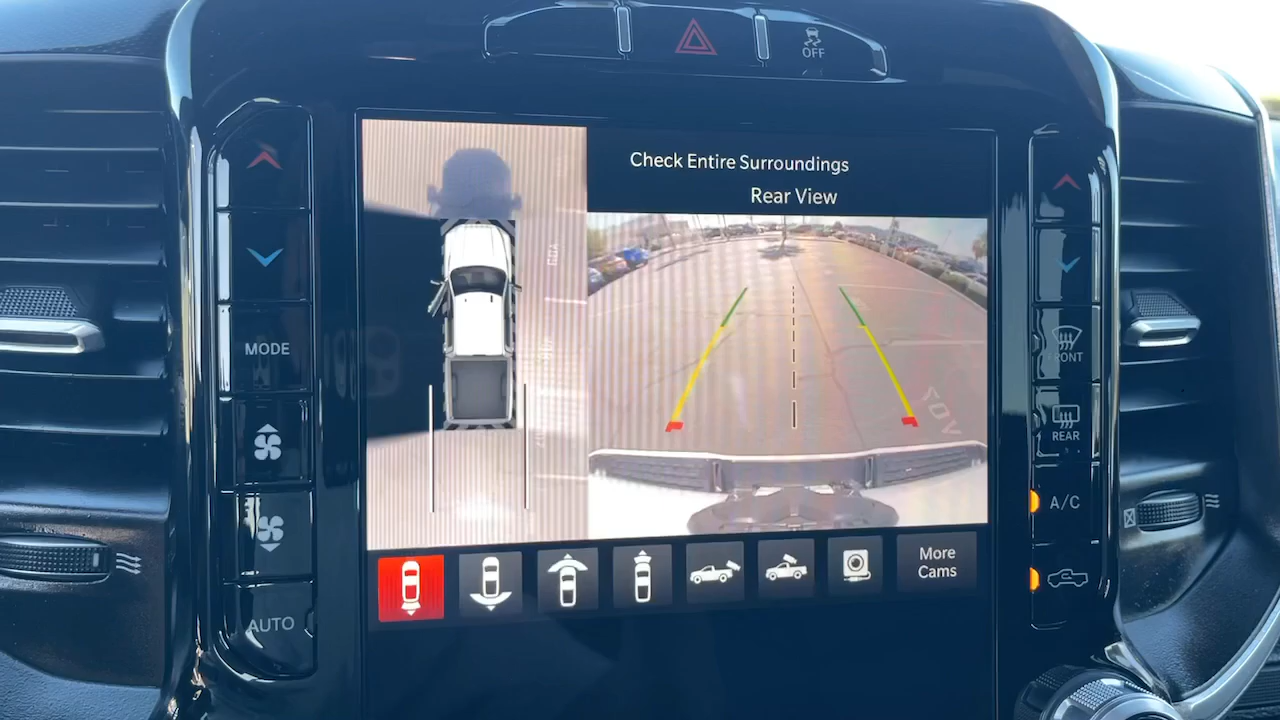 OFF
Check Entire Surroundings
Rear View
MODE
FRONT
REAR
A/C
More
Cams
AUTO